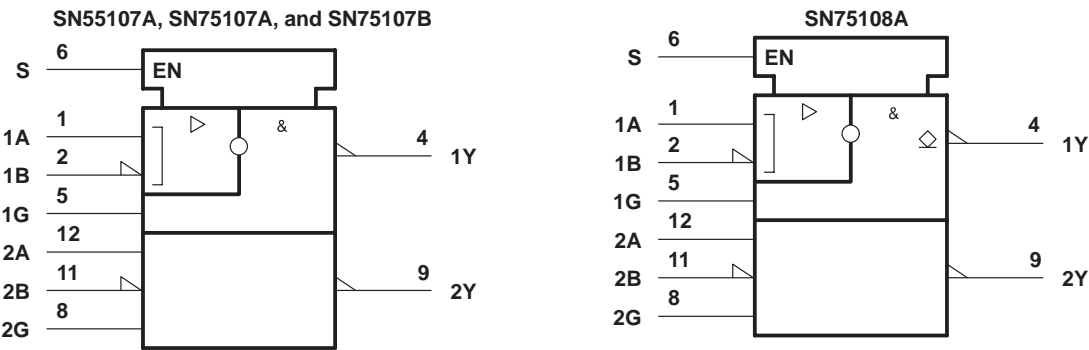 SN55107A, SN75107A, and SN75107B
S 6 EN
&
1A 1
1B 2
4 1Y
1G 5
2A 12
2B 11
9 2Y
2G 8
SN75108A
S 6 EN
&
1A 1
1B 2
4 1Y
1G 5
2A 12
2B 11
9 2Y
2G 8